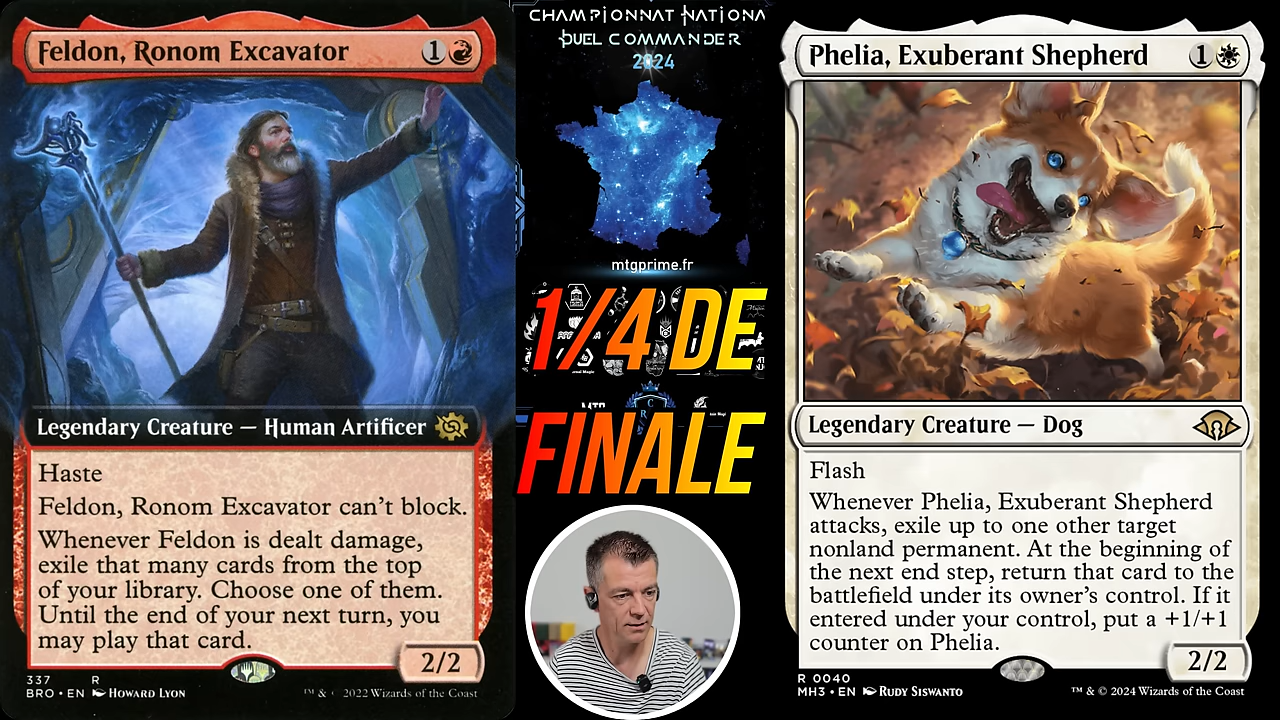 Feldon, Ronom Excavator
1
Legendary Creature — Human Artificer
Haste
Feldon, Ronom Excavator can't block.
Whenever Feldon is dealt damage,
exile that many cards from the top
of your library. Choose one of them.
Until the end of your next turn, you
may play that card.
2/2
337 R
BRO • EN Howard Lyon
™ & © 2022 Wizards of the Coast
CHAMPIONNAT NATIONA
DUEL COMMANDER
2024
mtgprime.fr
1/4 DE
FINALE
Phelia, Exuberant Shepherd
1
Legendary Creature — Dog
Flash
Whenever Phelia, Exuberant Shepherd
attacks, exile up to one other target
nonland permanent. At the beginning of
the next end step, return that card to the
battlefield under its owner's control. If it
entered under your control, put a +1/+1
counter on Phelia.
2/2
R 0040
MH3 • EN Rudy Siswanto
™ & © 2024 Wizards of the Coast